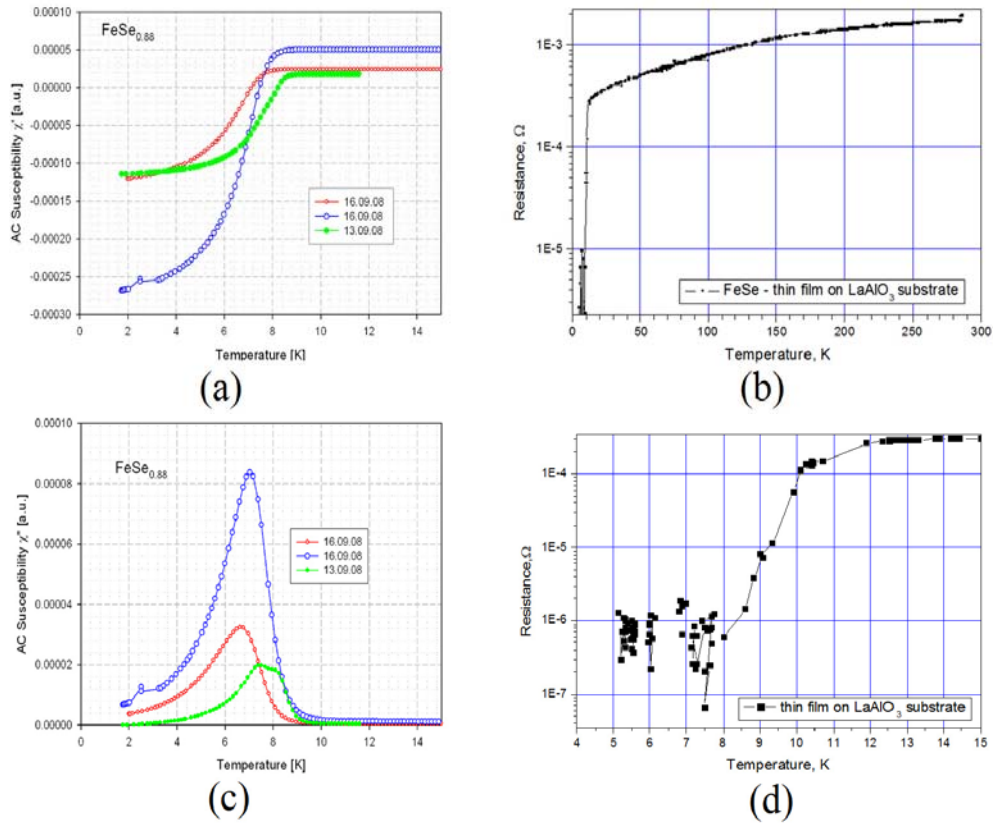 FeSe0.88
AC Susceptibility χ' [a.u.]
0.00005
0.00000
-0.00005
-0.00010
-0.00015
-0.00020
-0.00025
-0.00030
16.09.08
16.09.08
13.09.08
0 2 4 6 8 10 12 14
Temperature [K]
(a)
Resistance, Ω
1E-3
1E-4
1E-5
FeSe - thin film on LaAlO3 substrate
0 50 100 150 200 250 300
Temperature, K
(b)
FeSe0.88
AC Susceptibility χ" [a.u.]
0.00010
0.00008
0.00006
0.00004
0.00002
0.00000
16.09.08
16.09.08
13.09.08
0 2 4 6 8 10 12 14
Temperature [K]
(c)
Resistance,Ω
1E-4
1E-5
1E-6
1E-7
thin film on LaAlO3 substrate
4 5 6 7 8 9 10 11 12 13 14 15
Temperature, K
(d)